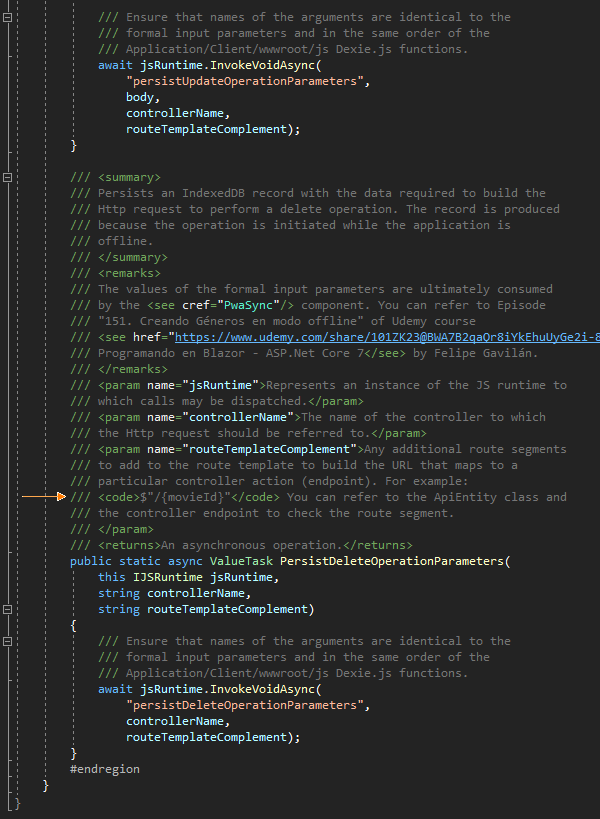 /// Ensure that names of the arguments are identical to the
/// formal input parameters and in the same order of the
/// Application/Client/wwwroot/js Dexie.js functions.
await jsRuntime.InvokeVoidAsync(
"persistUpdateOperationParameters",
body,
controllerName,
routeTemplateComplement);
}
/// <summary>
/// Persists an IndexedDB record with the data required to build the
/// Http request to perform a delete operation. The record is produced
/// because the operation is initiated while the application is
/// offline.
/// </summary>
/// <remarks>
/// The values of the formal input parameters are ultimately consumed
/// by the <see cref="PwaSync"/> component. You can refer to Episode
/// "151. Creando Géneros en modo offline" of Udemy course
/// <see href="https://www.udemy.com/share/101ZK23@BWA7B2qaQr8iYkEhuUyGe2i-8
/// Programando en Blazor - ASP.Net Core 7</see> by Felipe Gavilán.
/// </remarks>
/// <param name="jsRuntime">Represents an instance of the JS runtime to
/// which calls may be dispatched.</param>
/// <param name="controllerName">The name of the controller to which
/// the Http request should be referred to.</param>
/// <param name="routeTemplateComplement">Any additional route segments
/// to add to the route template to build the URL that maps to a
/// particular controller action (endpoint). For example:
/// <code>$"/{movieId}"</code> You can refer to the ApiEntity class and
/// the controller endpoint to check the route segment.
/// </param>
/// <returns>An asynchronous operation.</returns>
public static async ValueTask PersistDeleteOperationParameters(
this IJSRuntime jsRuntime,
string controllerName,
string routeTemplateComplement)
{
/// Ensure that names of the arguments are identical to the
/// formal input parameters and in the same order of the
/// Application/Client/wwwroot/js Dexie.js functions.
await jsRuntime.InvokeVoidAsync(
"persistDeleteOperationParameters",
controllerName,
routeTemplateComplement);
}
#endregion
}
}